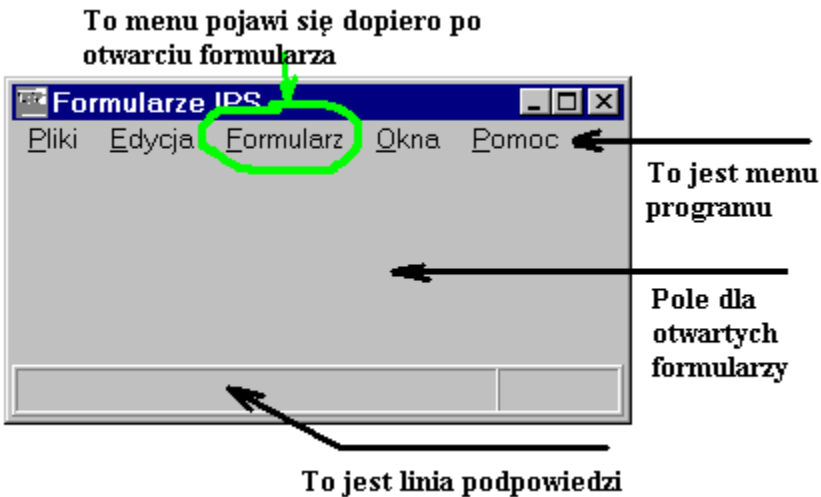 To menu pojawi się dopiero po
otwarciu formularza
Formularze IPS
Pliki Edycja Formularz Okna Pomoc
To jest menu
programu
Pole dla
otwartych
formularzy
To jest linia podpowiedzi